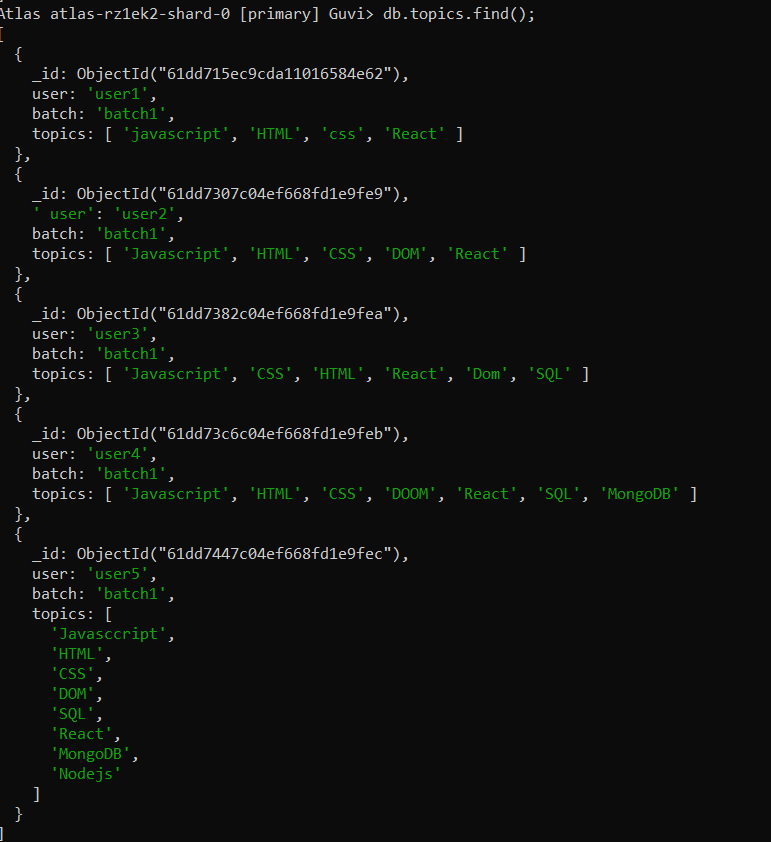 Atlas atlas-rz1ek2-shard-0 [primary] Guvi> db.topics.find();
[
  {
    _id: ObjectId("61dd715ec9cda11016584e62"),
    user: 'user1',
    batch: 'batch1',
    topics: [ 'javascript', 'HTML', 'css', 'React' ]
  },
  {
    _id: ObjectId("61dd7307c04ef668fd1e9fe9"),
    ' user': 'user2',
    batch: 'batch1',
    topics: [ 'Javascript', 'HTML', 'CSS', 'DOM', 'React' ]
  },
  {
    _id: ObjectId("61dd7382c04ef668fd1e9fea"),
    user: 'user3',
    batch: 'batch1',
    topics: [ 'Javascript', 'CSS', 'HTML', 'React', 'Dom', 'SQL' ]
  },
  {
    _id: ObjectId("61dd73c6c04ef668fd1e9feb"),
    user: 'user4',
    batch: 'batch1',
    topics: [ 'Javascript', 'HTML', 'CSS', 'DOOM', 'React', 'SQL', 'MongoDB' ]
  },
  {
    _id: ObjectId("61dd7447c04ef668fd1e9fec"),
    user: 'user5',
    batch: 'batch1',
    topics: [
      'Javasccript',
      'HTML',
      'CSS',
      'DOM',
      'SQL',
      'React',
      'MongoDB',
      'Nodejs'
    ]
  }
]